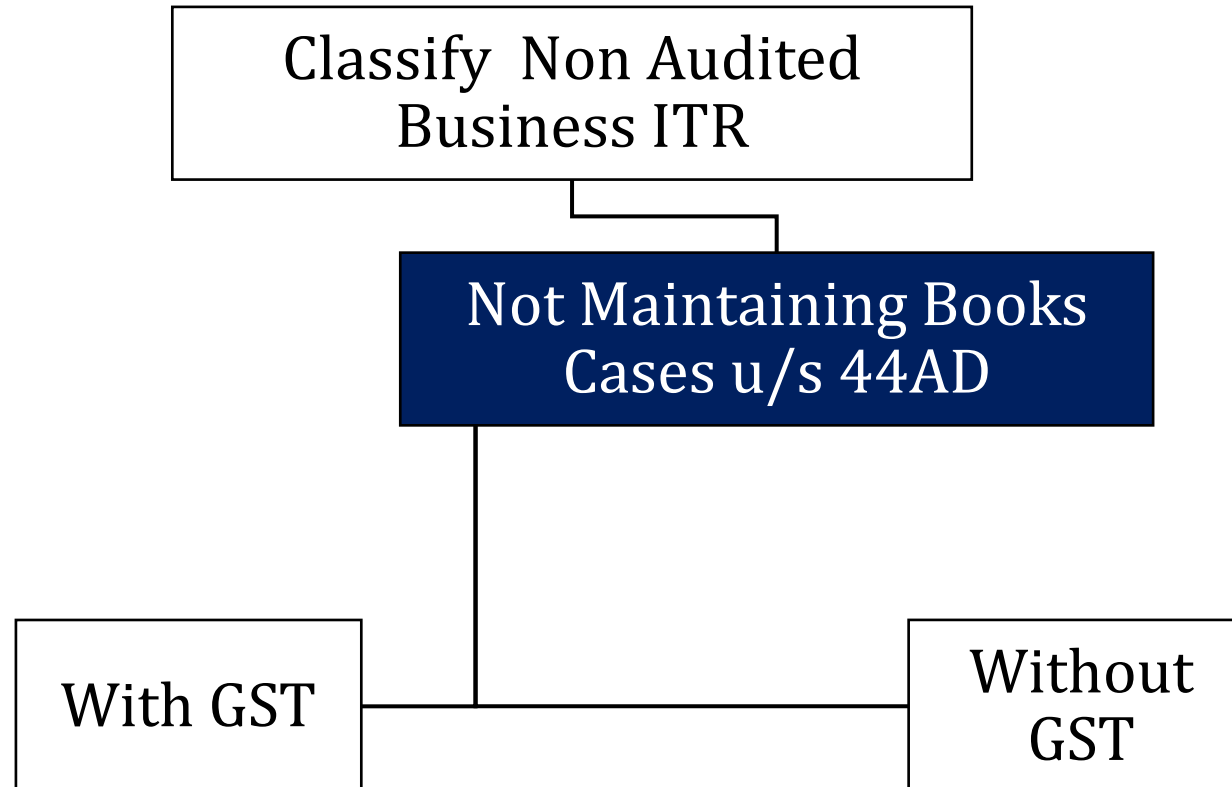 Classify  Non Audited
Business ITR
Not Maintaining Books
Cases u/s 44AD
With GST
Without
GST